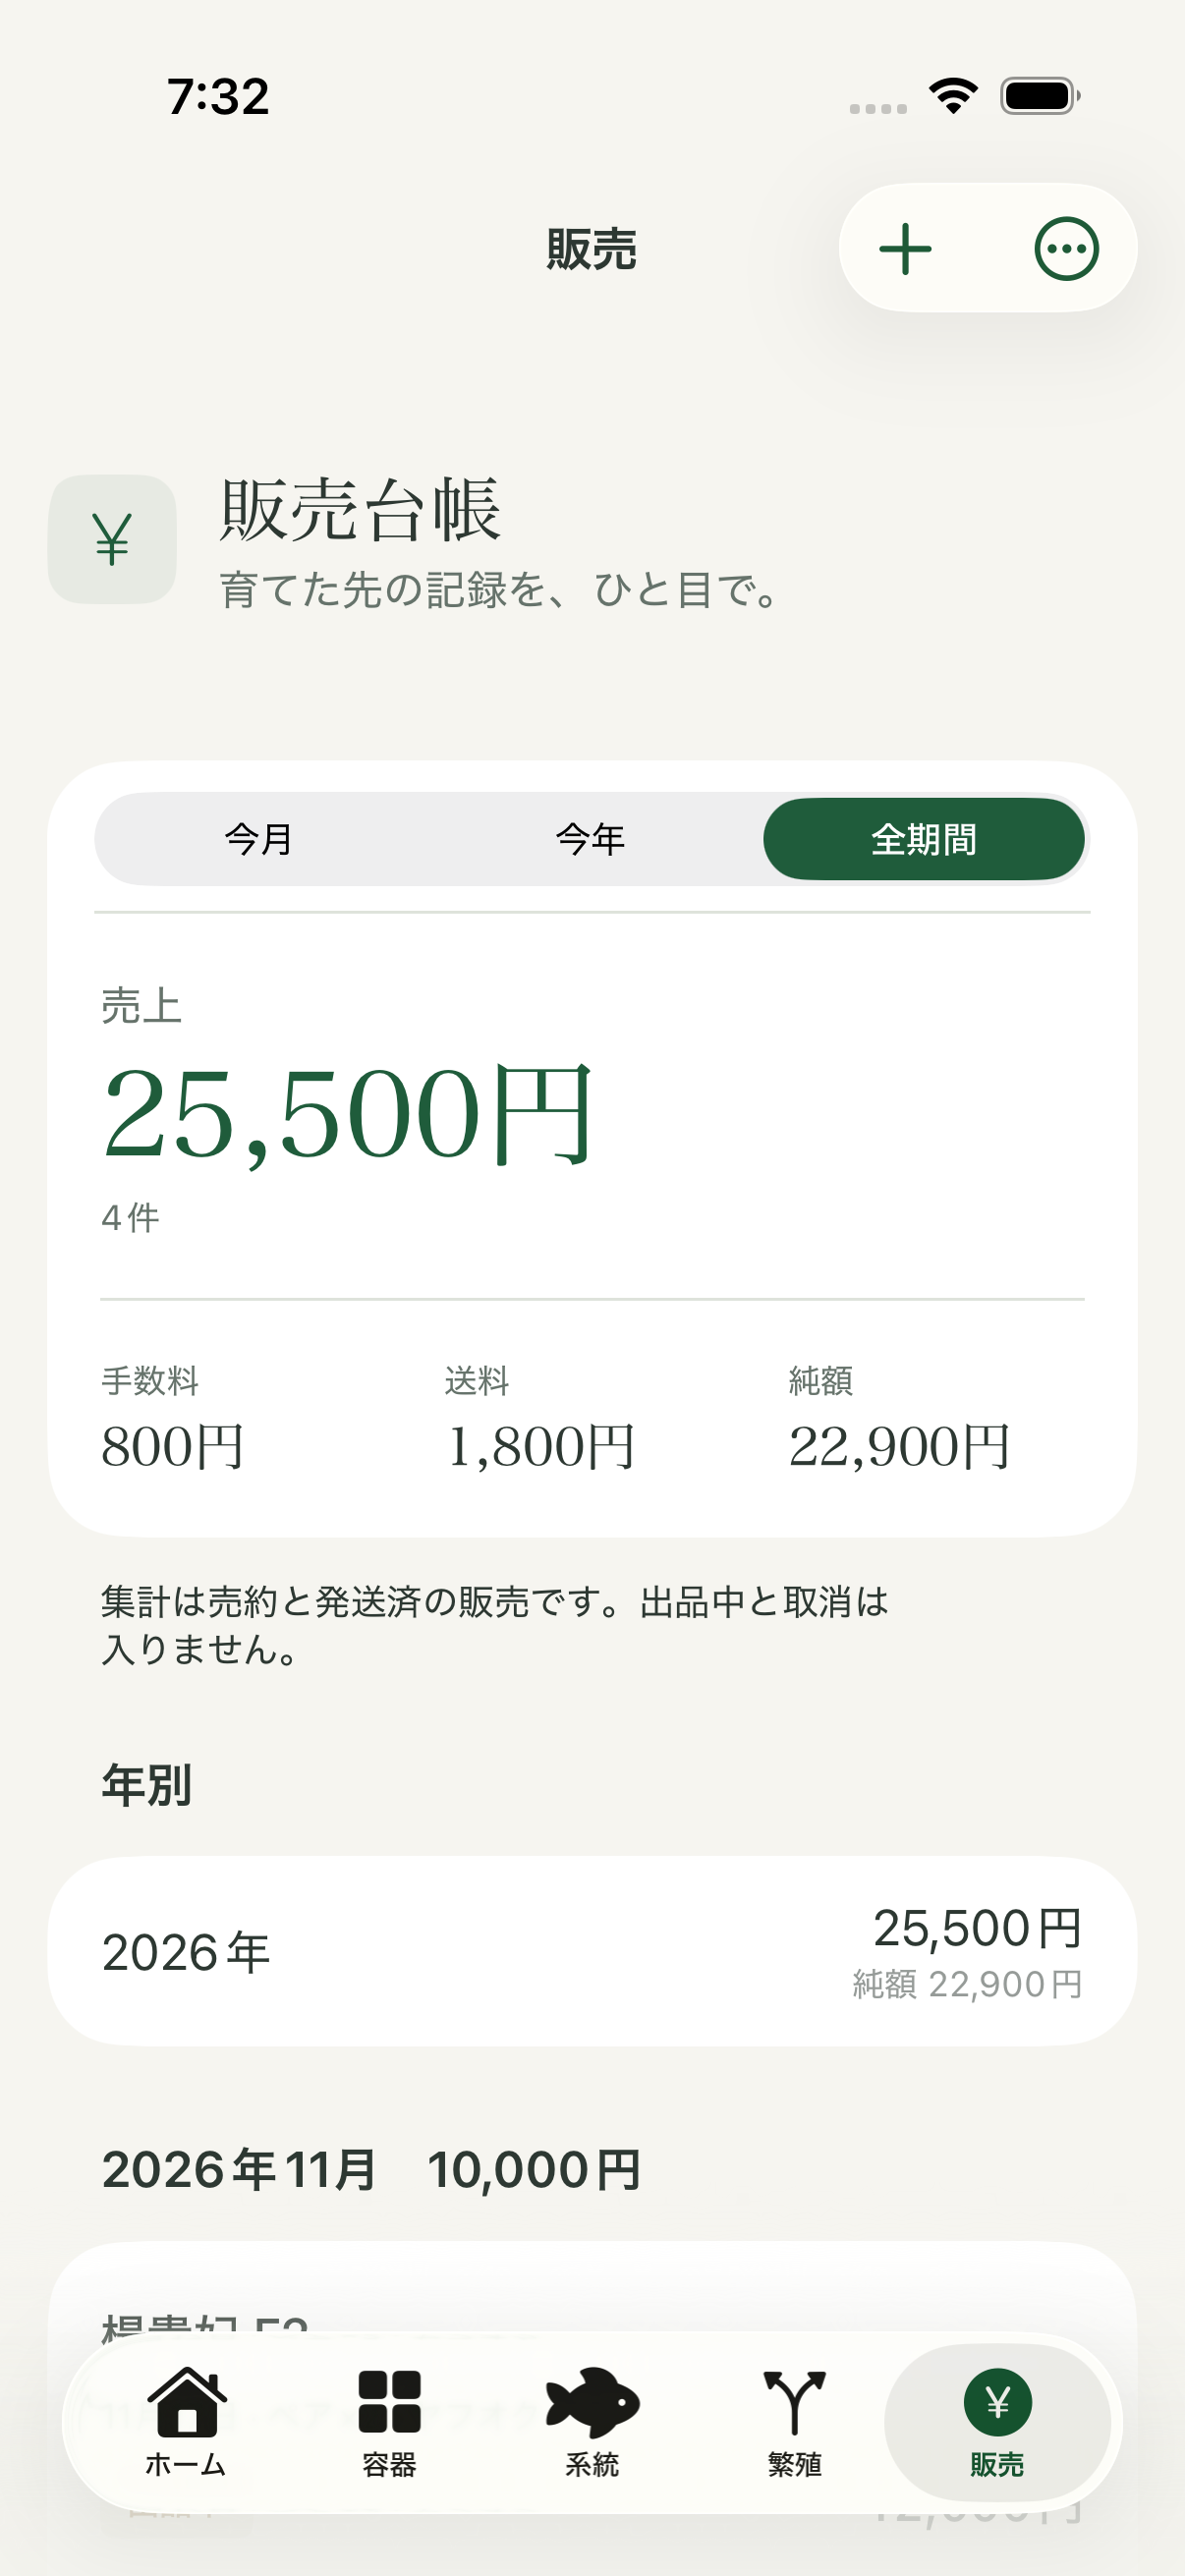 7:32
販売
¥
販売台帳
育てた先の記録を、ひと目で。
今月 今年 全期間
売上
25,500円
4件
手数料 送料 純額
800円 1,800円 22,900円
集計は売約と発送済の販売です。出品中と取消は
入りません。
年別
2026年 25,500円
純額 22,900円
2026年11月 10,000円
楊貴妃 F2
ホーム 容器 系統 繁殖 販売